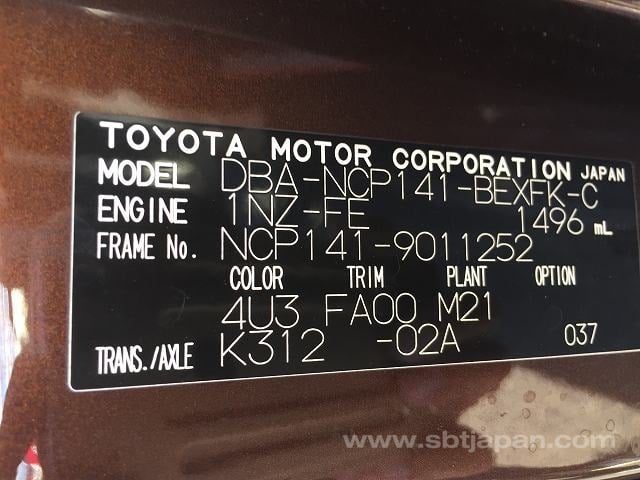 TOYOTA MOTOR CORPORATION JAPAN
MODEL DBA-NCP141-BEXFK-C
ENGINE 1NZ-FE 1496 mL
FRAME No. NCP141-9011252
COLOR TRIM PLANT OPTION
4U3 FA00 M21
TRANS./AXLE K312 -02A 037
www.sbtjapan.com